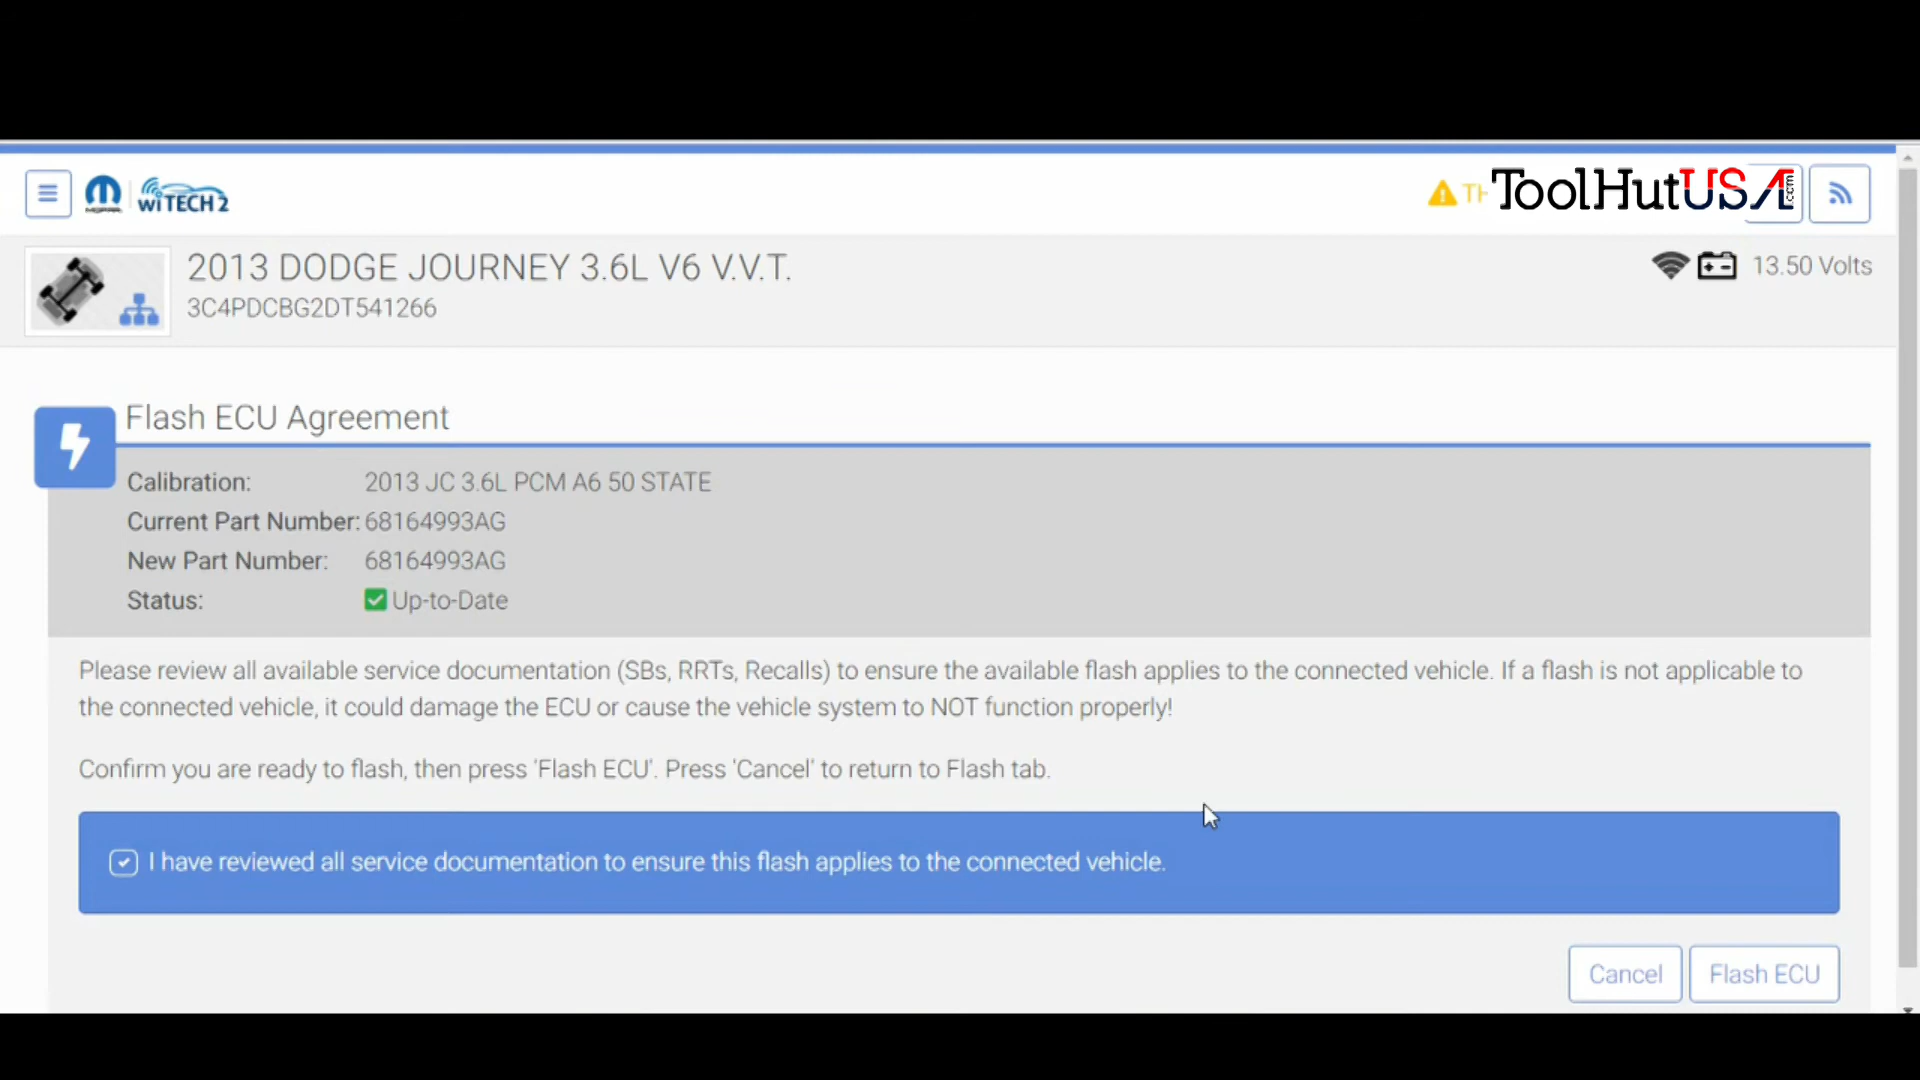 MOPAR
wiTECH 2
TH
ToolHutUSA.com
2013 DODGE JOURNEY 3.6L V6 V.V.T.
13.50 Volts
3C4PDCBG2DT541266
Flash ECU Agreement
Calibration: 2013 JC 3.6L PCM A6 50 STATE
Current Part Number: 68164993AG
New Part Number: 68164993AG
Status: Up-to-Date
Please review all available service documentation (SBs, RRTs, Recalls) to ensure the available flash applies to the connected vehicle. If a flash is not applicable to
the connected vehicle, it could damage the ECU or cause the vehicle system to NOT function properly!
Confirm you are ready to flash, then press 'Flash ECU'. Press 'Cancel' to return to Flash tab.
I have reviewed all service documentation to ensure this flash applies to the connected vehicle.
Cancel
Flash ECU